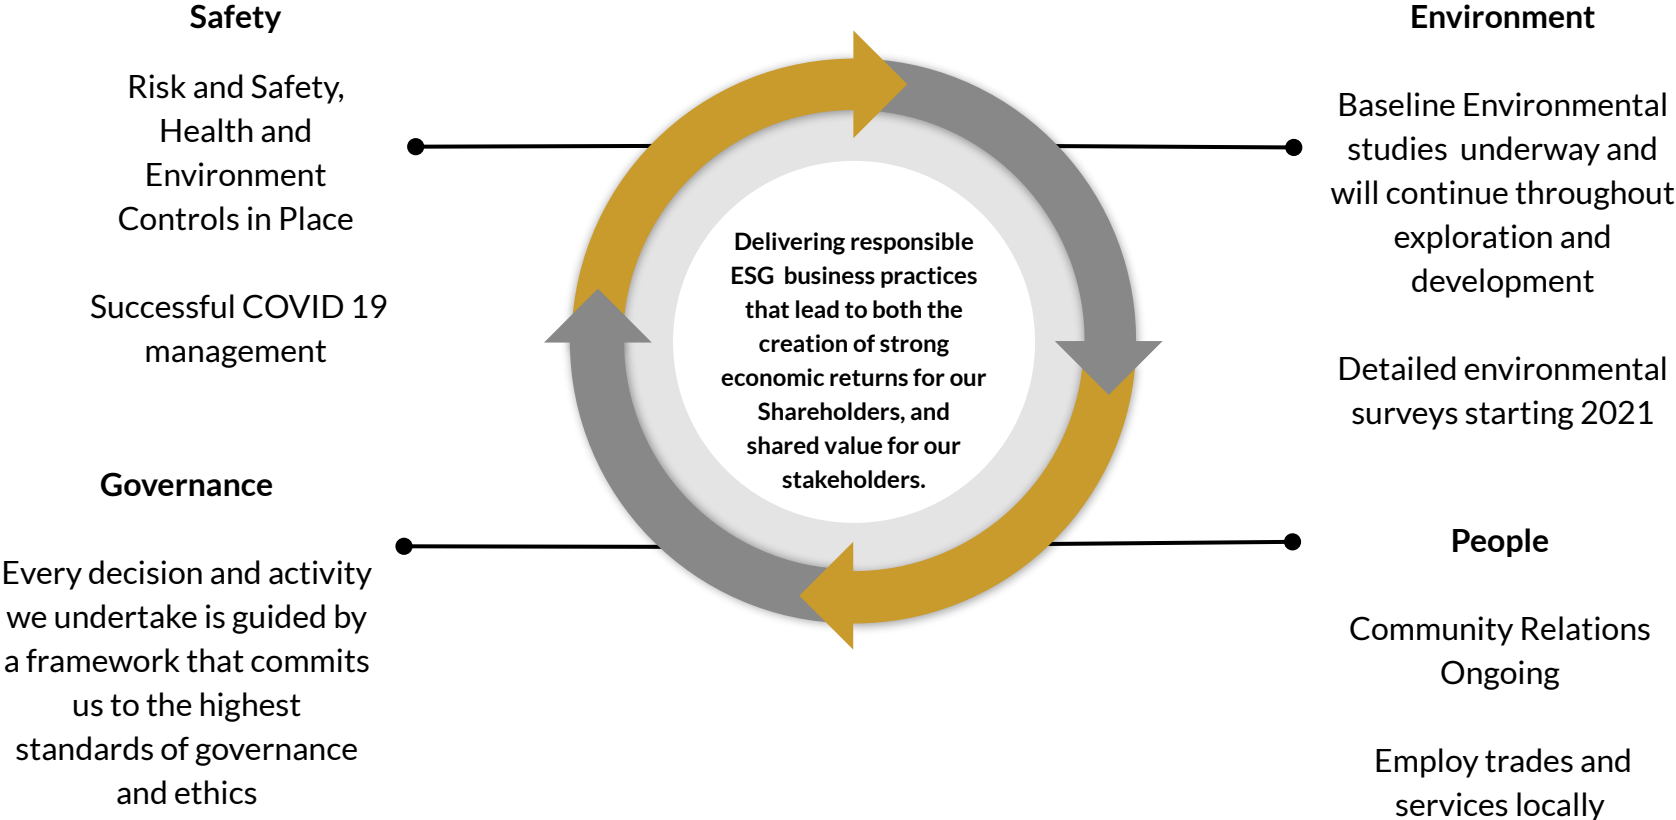 Safety
Risk and Safety,
Health and
Environment
Controls in Place
Successful COVID 19
management
Environment
Baseline Environmental
studies  underway and
will continue throughout
exploration and
development
Detailed environmental
surveys starting 2021
Delivering responsible
ESG  business practices
that lead to both the
creation of strong
economic returns for our
Shareholders, and
shared value for our
stakeholders.
Governance
Every decision and activity
we undertake is guided by
a framework that commits
us to the highest
standards of governance
and ethics
People
Community Relations
Ongoing
Employ trades and
services locally